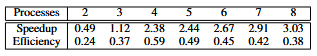 Processes 2 3 4 5 6 7 8
Speedup 0.49 1.12 2.38 2.44 2.67 2.91 3.03
Efficiency 0.24 0.37 0.59 0.49 0.45 0.42 0.38